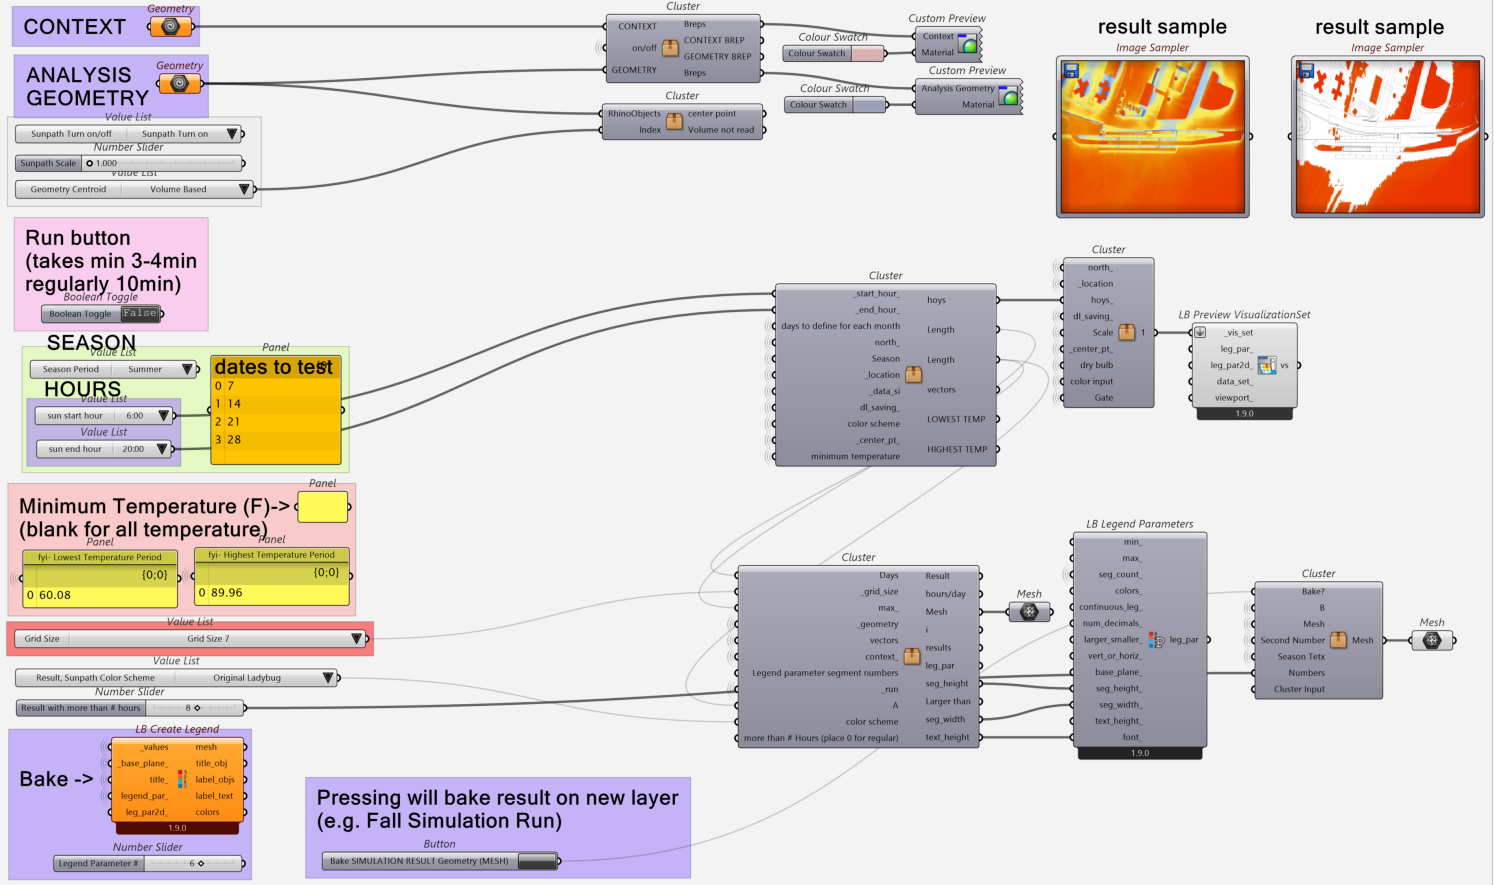 CONTEXT
Geometry
ANALYSIS
GEOMETRY
Geometry
Value List
Sunpath Turn on/off Sunpath Turn on
Number Slider
Sunpath Scale 1.000
Value List
Geometry Centroid Volume Based
Cluster
CONTEXT Breps
on/off CONTEXT BREP
GEOMETRY BREP
GEOMETRY Breps
Cluster
RhinoObjects center point
Index Volume not read
Colour Swatch
Colour Swatch
Colour Swatch
Colour Swatch
Custom Preview
Context
Material
Custom Preview
Analysis Geometry
Material
result sample
Image Sampler
result sample
Image Sampler
Run button
(takes min 3-4min
regularly 10min)
Boolean Toggle
Boolean Toggle False
SEASON
Value List
Season Period Summer
HOURS
Value List
sun start hour 6:00
Value List
sun end hour 20:00
Panel
dates to test
0 7
1 14
2 21
3 28
Cluster
_start_hour_ hoys
_end_hour_
days to define for each month Length
north_
Season Length
_location
_data_si vectors
dl_saving_
color scheme LOWEST TEMP
_center_pt_
minimum temperature HIGHEST TEMP
Cluster
north_
_location
hoys_
dl_saving_
Scale 1
_center_pt_
dry bulb
color input
Gate
LB Preview VisualizationSet
_vis_set
leg_par_
leg_par2d_ vs
data_set_
viewport_
1.9.0
Minimum Temperature (F)->
(blank for all temperature)
Panel
Panel
fyi- Lowest Temperature Period
{0;0}
0 60.08
Panel
fyi- Highest Temperature Period
{0;0}
0 89.96
Value List
Grid Size Grid Size 7
Value List
Result, Sunpath Color Scheme Original Ladybug
Number Slider
Result with more than # hours 8
Cluster
Days Result
_grid_size hours/day
max_ Mesh
_geometry i
vectors results
context_ leg_par
Legend parameter segment numbers
_run seg_height
A Larger than
color scheme seg_width
more than # Hours (place 0 for regular) text_height
Mesh
LB Legend Parameters
min_
max_
seg_count_
colors_
continuous_leg_
num_decimals_
larger_smaller_ leg_par
vert_or_horiz_
base_plane_
seg_height_
seg_width_
text_height_
font_
1.9.0
Cluster
Bake?
B
Mesh
Second Number Mesh
Season Tetx
Numbers
Cluster Input
Mesh
Bake ->
LB Create Legend
_values mesh
_base_plane_ title_obj
title_ label_objs
legend_par_ label_text
leg_par2d_ colors
1.9.0
Number Slider
Legend Parameter # 6
Pressing will bake result on new layer
(e.g. Fall Simulation Run)
Button
Bake SIMULATION RESULT Geometry (MESH)